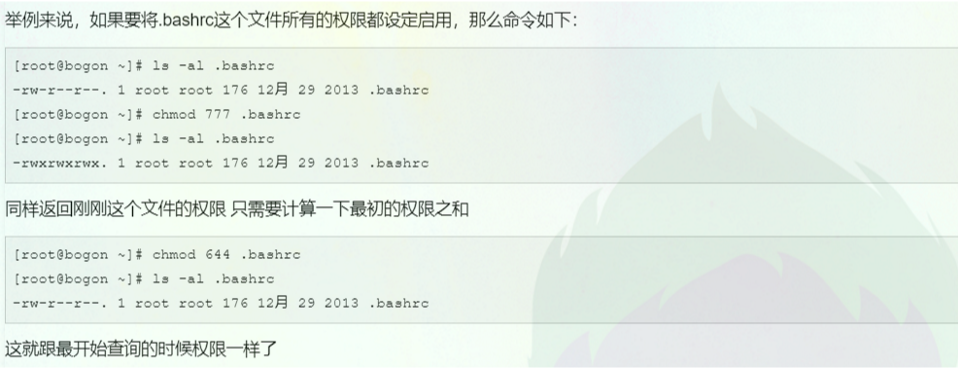 举例来说，如果要将.bashrc这个文件所有的权限都设定启用，那么命令如下：
[root@bogon ~]# ls -al .bashrc
-rw-r--r--. 1 root root 176 12月 29 2013 .bashrc
[root@bogon ~]# chmod 777 .bashrc
[root@bogon ~]# ls -al .bashrc
-rwxrwxrwx. 1 root root 176 12月 29 2013 .bashrc
同样返回刚刚这个文件的权限 只需要计算一下最初的权限之和
[root@bogon ~]# chmod 644 .bashrc
[root@bogon ~]# ls -al .bashrc
-rw-r--r--. 1 root root 176 12月 29 2013 .bashrc
这就跟最开始查询的时候权限一样了